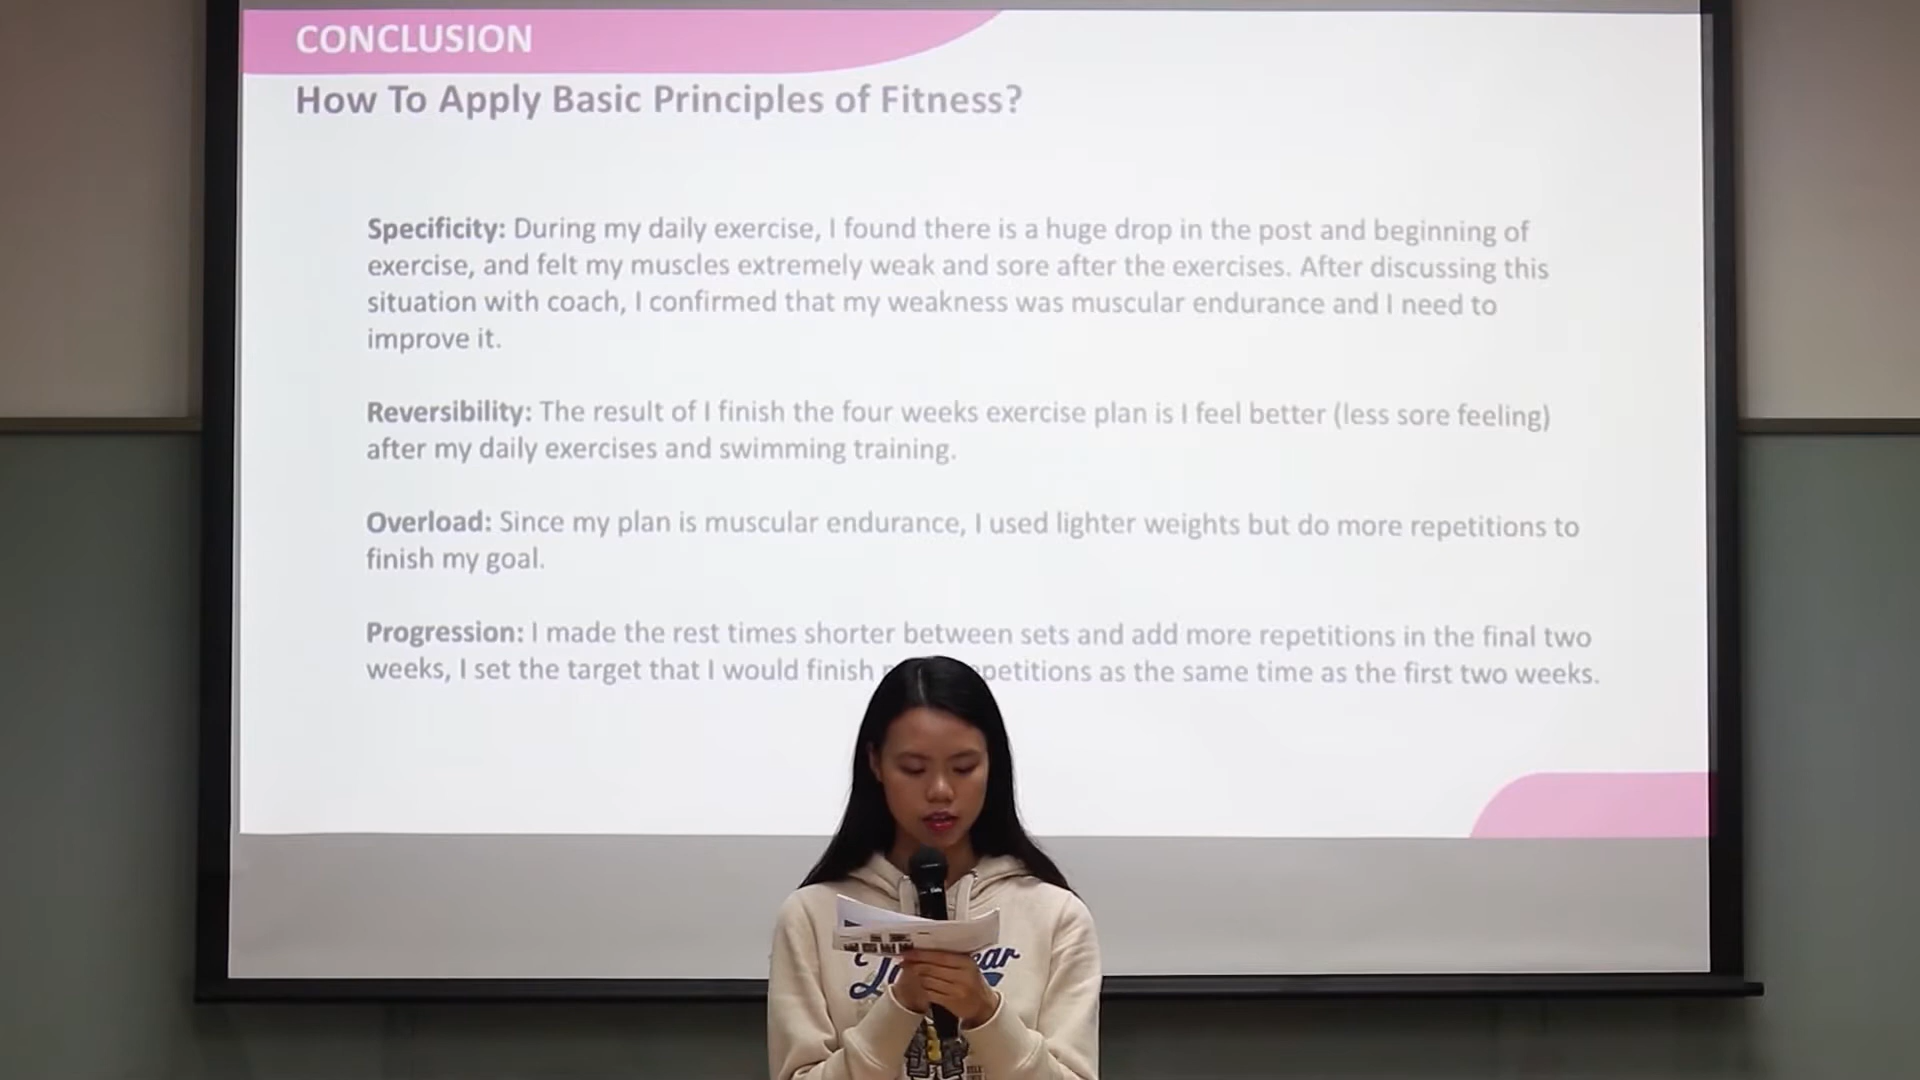 CONCLUSION
How To Apply Basic Principles of Fitness?
Specificity: During my daily exercise, I found there is a huge drop in the post and beginning of
exercise, and felt my muscles extremely weak and sore after the exercises. After discussing this
situation with coach, I confirmed that my weakness was muscular endurance and I need to
improve it.
Reversibility: The result of I finish the four weeks exercise plan is I feel better (less sore feeling)
after my daily exercises and swimming training.
Overload: Since my plan is muscular endurance, I used lighter weights but do more repetitions to
finish my goal.
Progression: I made the rest times shorter between sets and add more repetitions in the final two
weeks, I set the target that I would finish petitions as the same time as the first two weeks.